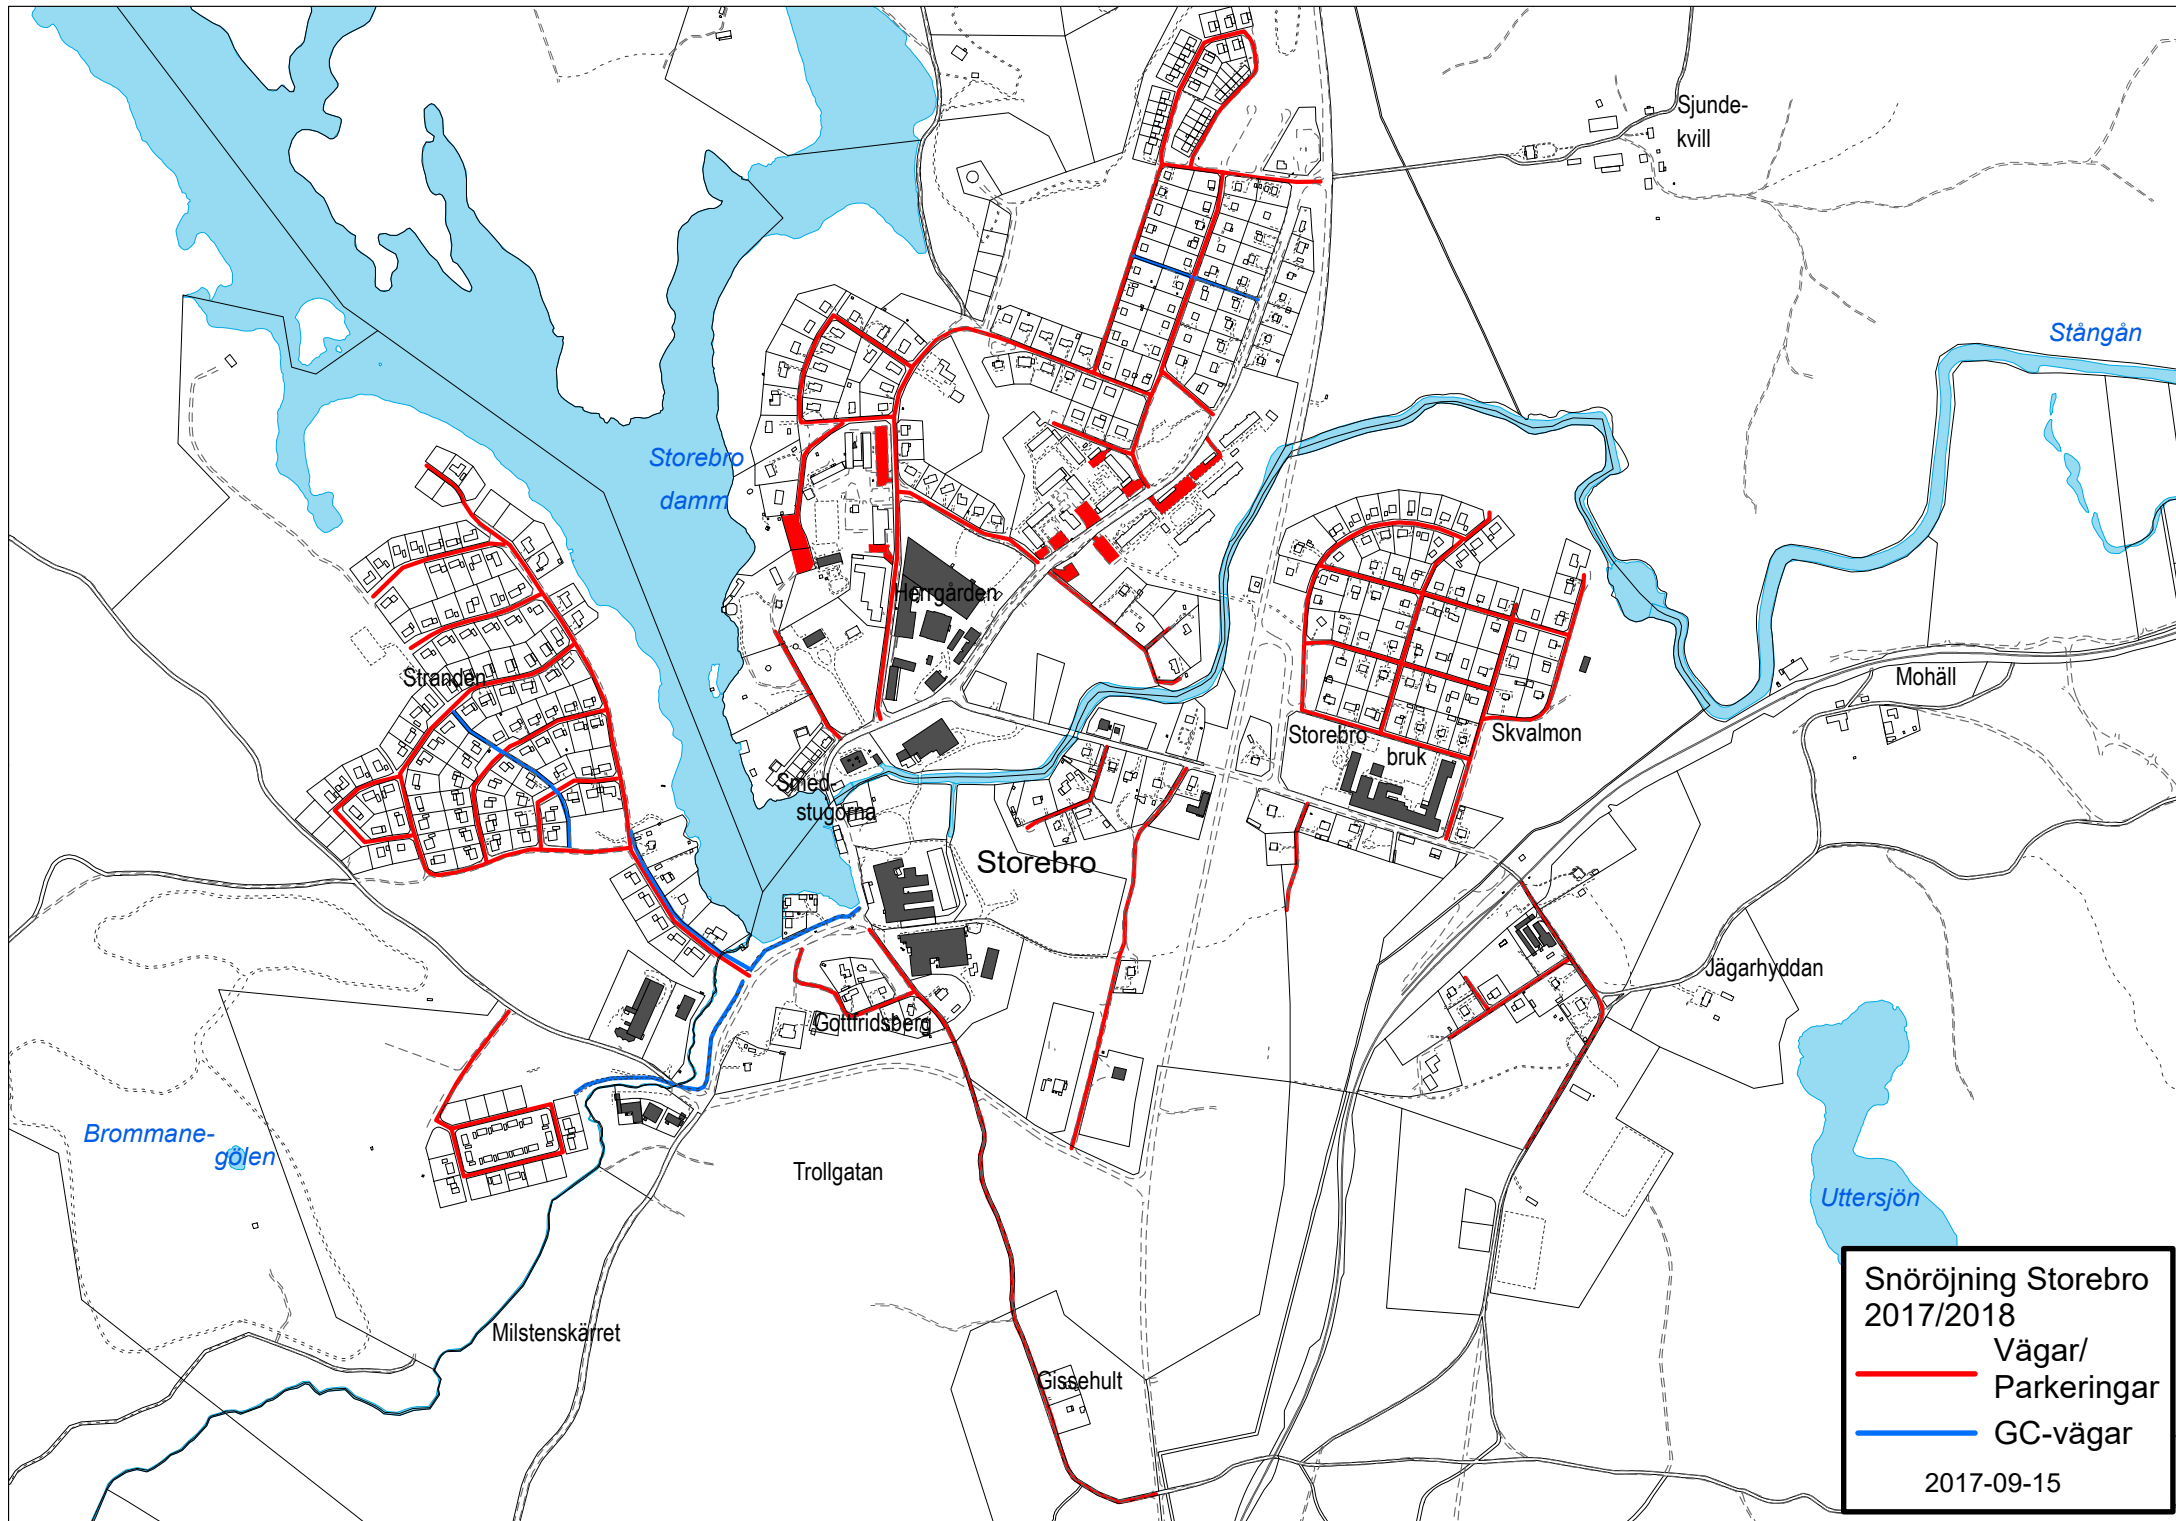 Sjunde-
kvill
Stångån
Storebro
damm
Herrgården
Stranden
Mohäll
Storebro
bruk
Skvalmon
Smed-
stugorna
Storebro
Jägarhyddan
Gottfridsberg
Brommane-
gölen
Trollgatan
Uttersjön
Milstenskärret
Gissehult
Snöröjning Storebro
2017/2018
Vägar/
Parkeringar
GC-vägar
2017-09-15